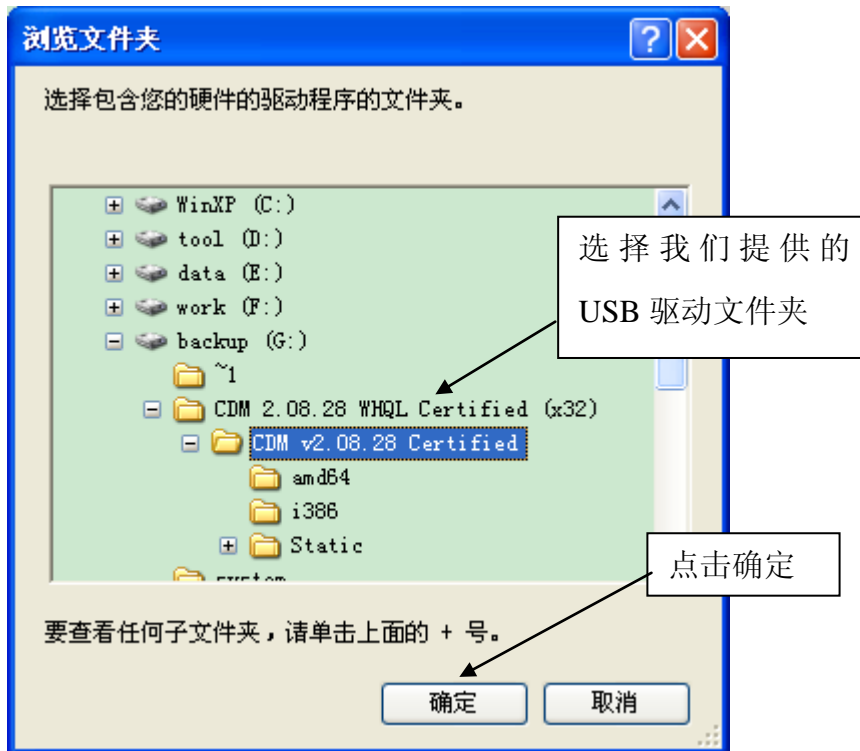 浏览文件夹
选择包含您的硬件的驱动程序的文件夹。
WinXP (C:)
tool (D:)
data (E:)
work (F:)
backup (G:)
~1
CDM 2.08.28 WHQL Certified (x32)
CDM v2.08.28 Certified
amd64
i386
Static
system
选择我们提供的
USB 驱动文件夹
点击确定
要查看任何子文件夹，请单击上面的 + 号。
确定
取消